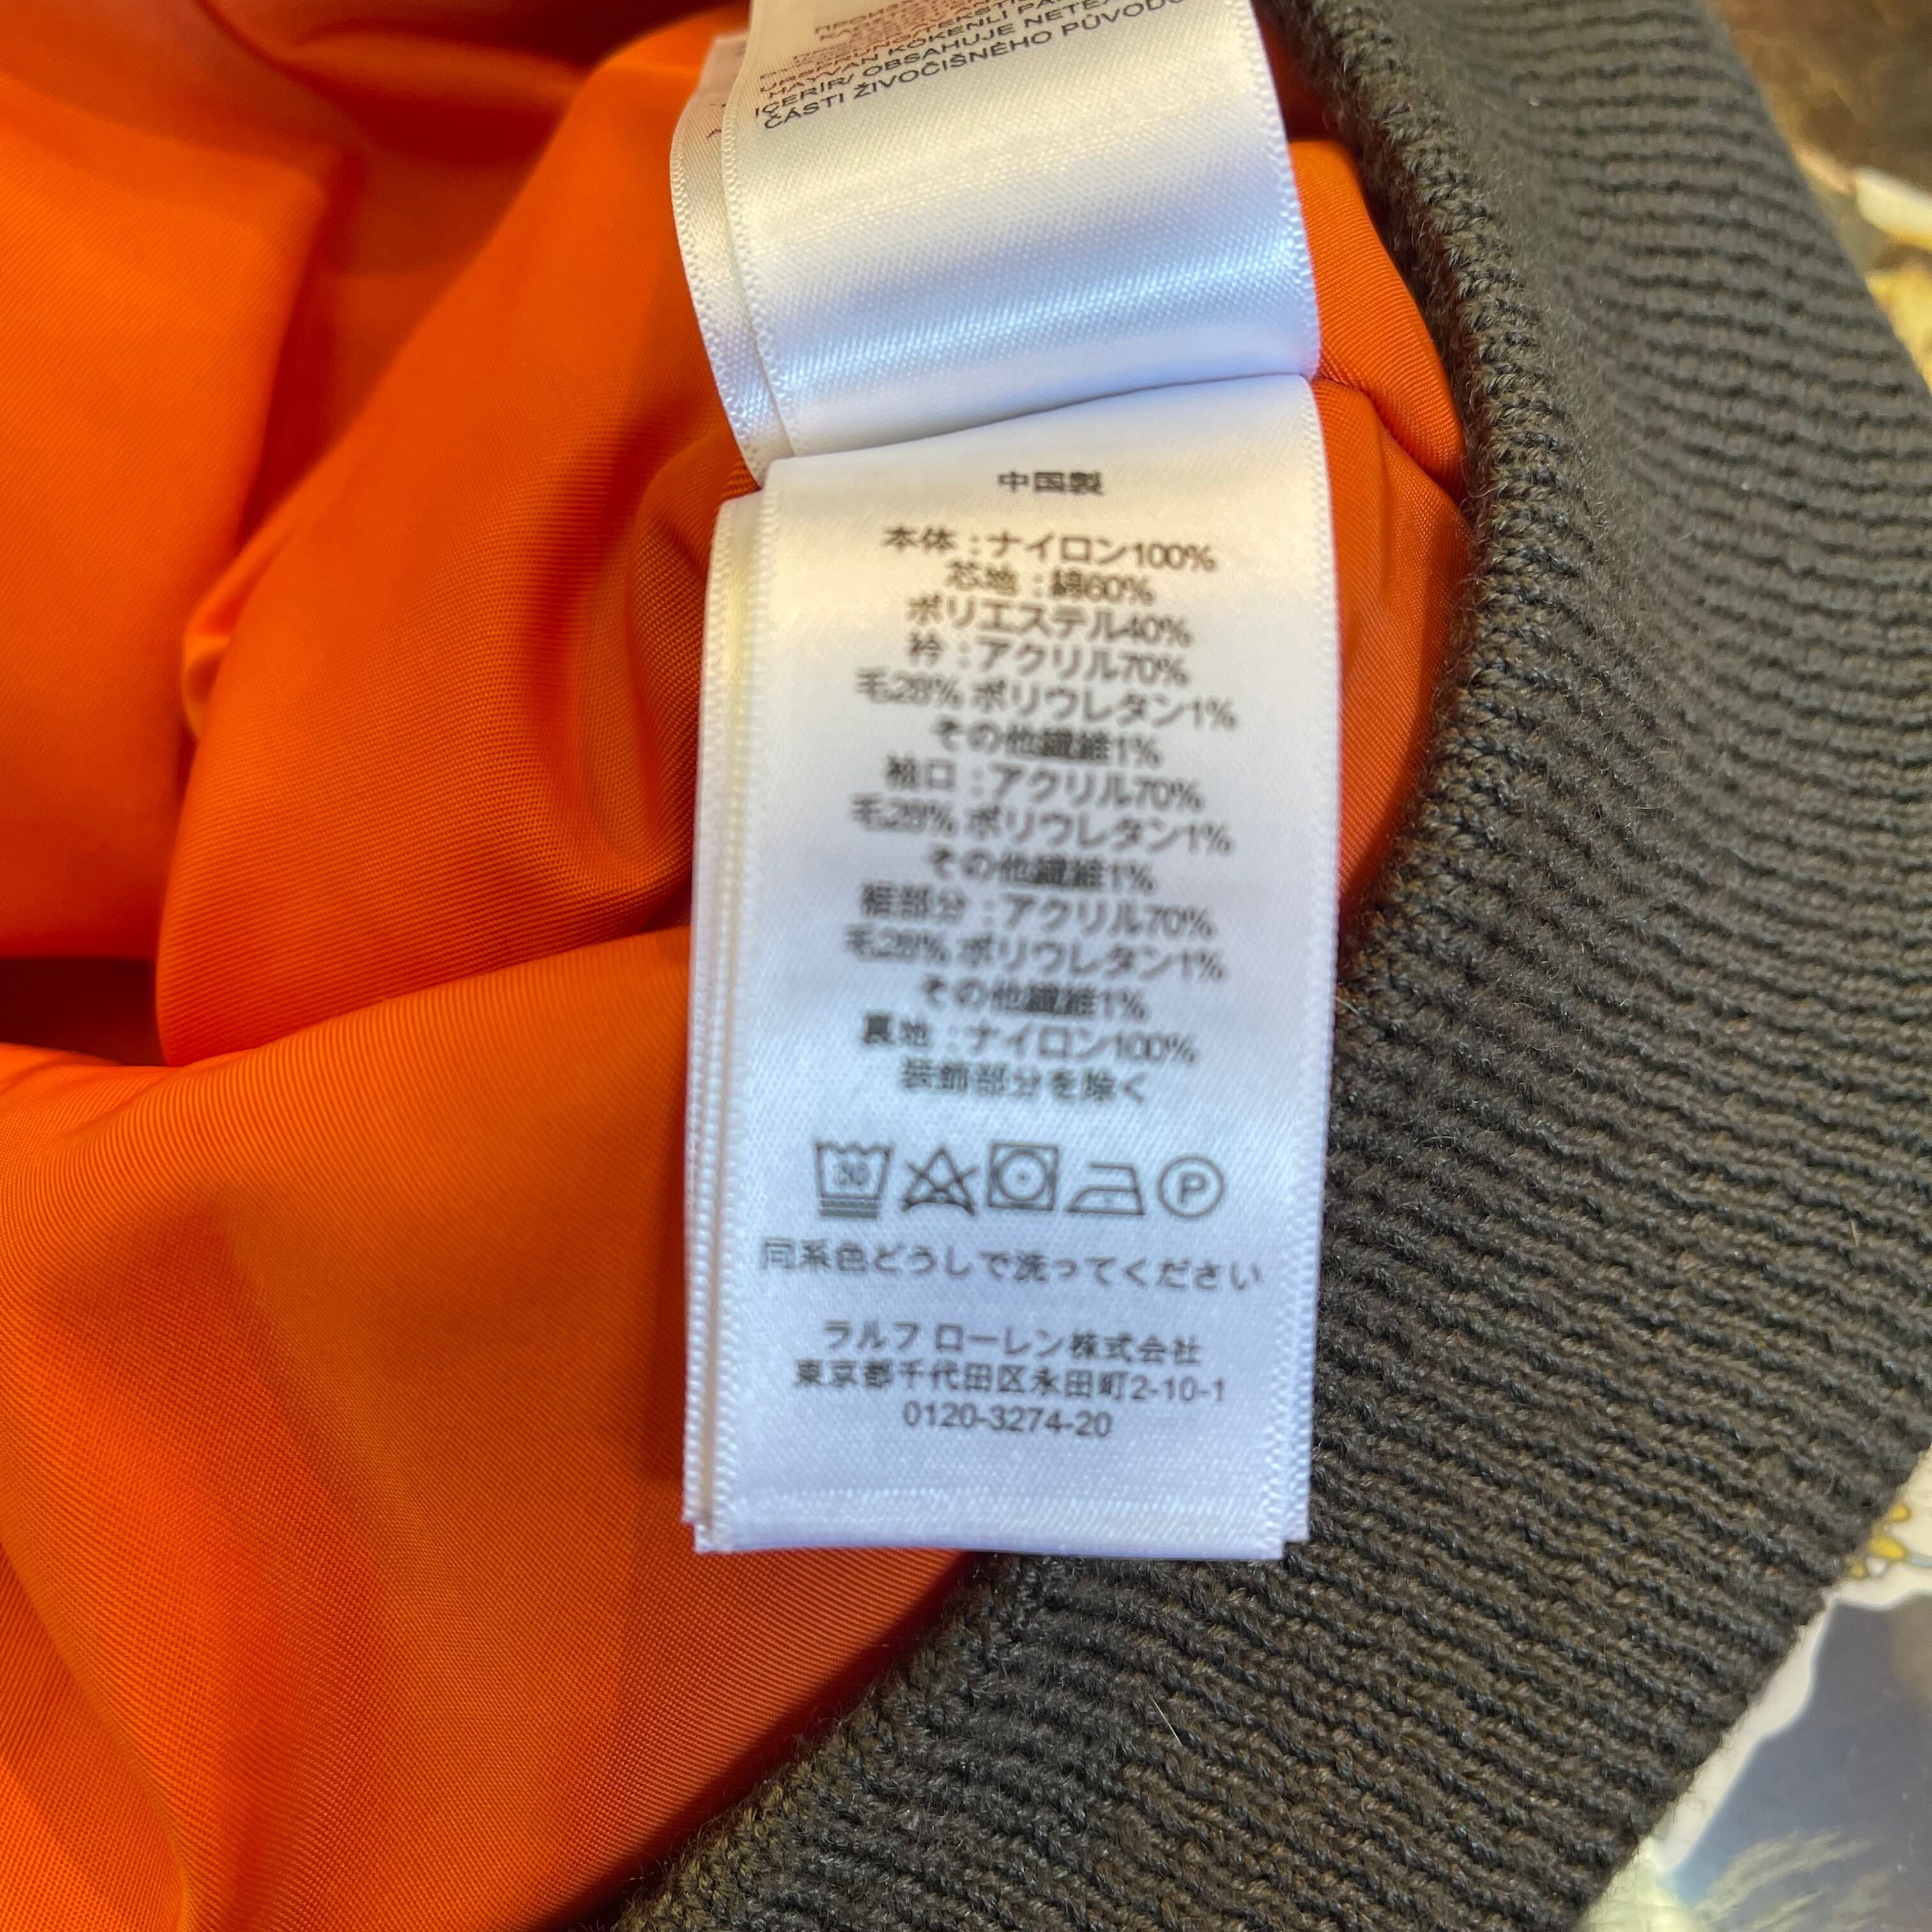 HAYVAN KÖKENLİ
İÇERİR/ OBSAHUJE
ČÁSTI ŽIVOČIŠNÉHO PŮVODU
中国製
本体 : ナイロン100%
芯地 : 綿60%
ポリエステル40%
衿 : アクリル70%
毛28% ポリウレタン1%
その他繊維1%
袖口 : アクリル70%
毛28% ポリウレタン1%
その他繊維1%
裾部分 : アクリル70%
毛28% ポリウレタン1%
その他繊維1%
裏地 : ナイロン100%
装飾部分を除く
30 P
同系色どうしで洗ってください
ラルフ ローレン株式会社
東京都千代田区永田町2-10-1
0120-3274-20